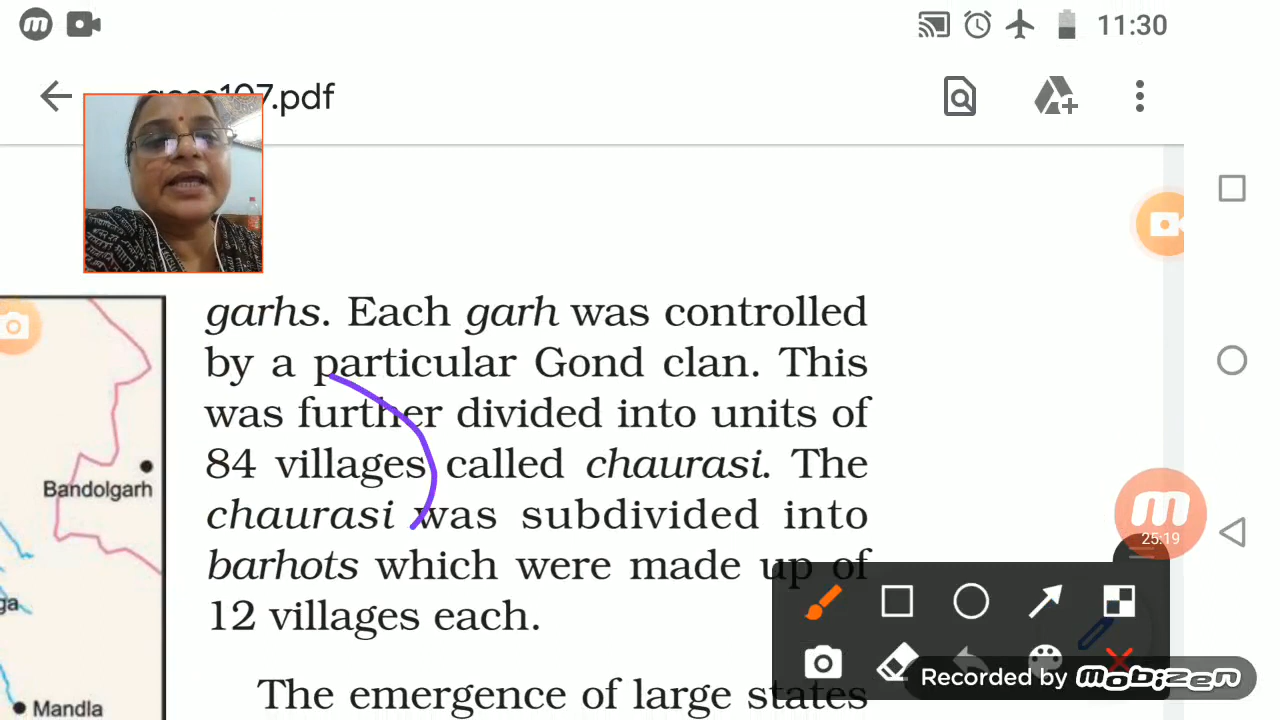 11:30
gess107.pdf
garhs. Each garh was controlled
by a particular Gond clan. This
was further divided into units of
84 villages called chaurasi. The
chaurasi was subdivided into
barhots which were made up of
12 villages each.
The emergence of large states
Bandolgarh
ga
Mandla
25:19
Recorded by mobizen